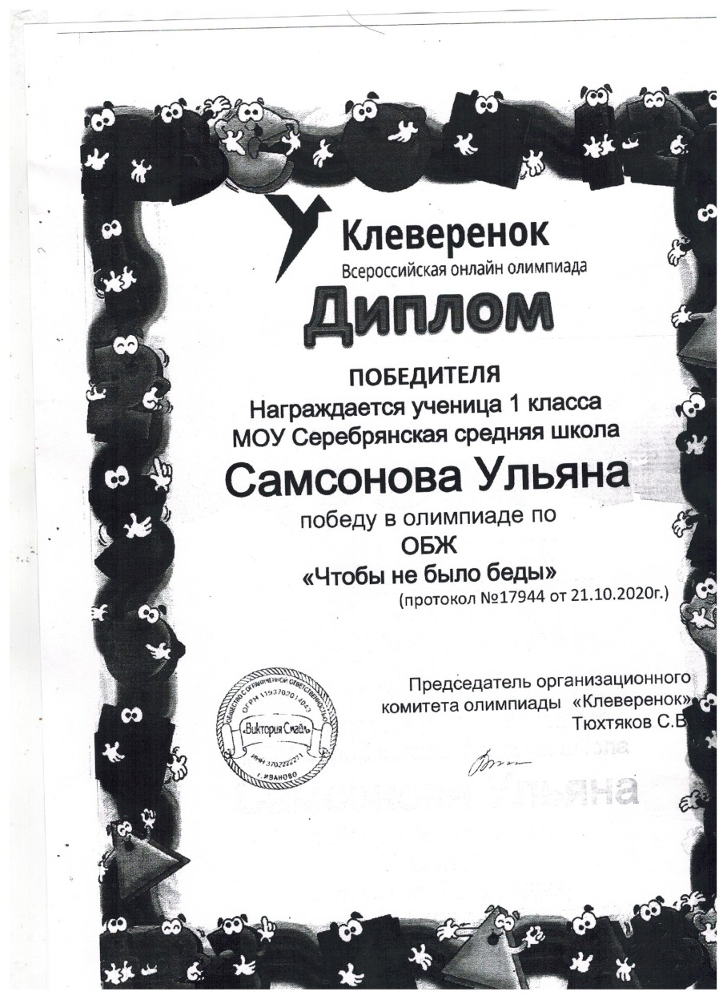 Клеверенок
Всероссийская онлайн олимпиада
Диплом
ПОБЕДИТЕЛЯ
Награждается ученица 1 класса
МОУ Серебрянская средняя школа
Самсонова Ульяна
победу в олимпиаде по
ОБЖ
«Чтобы не было беды»
(протокол №17944 от 21.10.2020г.)
Председатель организационного
комитета олимпиады «Клеверенок»
Тюхтяков С.В
ОБЩЕСТВО С ОГРАНИЧЕННОЙ ОТВЕТСТВЕННОСТЬЮ
ОГРН
«Виктория Смайл»
ИНН 3702222271
г. ИВАНОВО